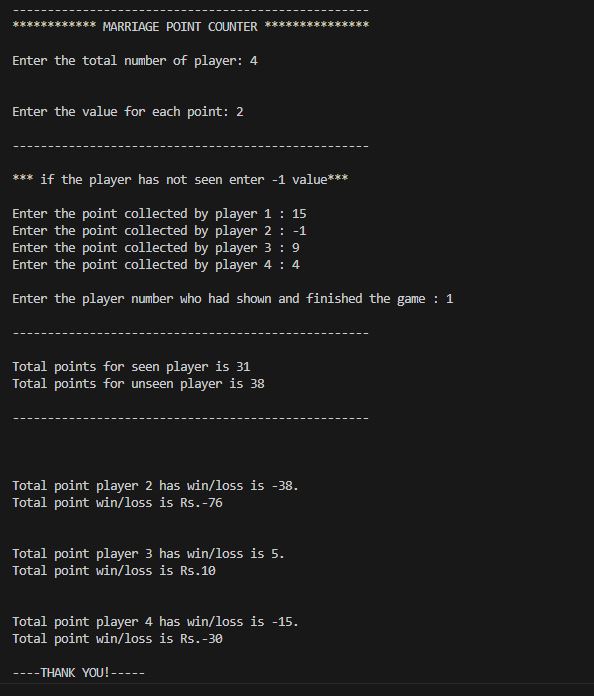 ---------------------------------------------------
************ MARRIAGE POINT COUNTER ***************
Enter the total number of player: 4
Enter the value for each point: 2
---------------------------------------------------
*** if the player has not seen enter -1 value***
Enter the point collected by player 1 : 15
Enter the point collected by player 2 : -1
Enter the point collected by player 3 : 9
Enter the point collected by player 4 : 4
Enter the player number who had shown and finished the game : 1
---------------------------------------------------
Total points for seen player is 31
Total points for unseen player is 38
---------------------------------------------------
Total point player 2 has win/loss is -38.
Total point win/loss is Rs.-76
Total point player 3 has win/loss is 5.
Total point win/loss is Rs.10
Total point player 4 has win/loss is -15.
Total point win/loss is Rs.-30
----THANK YOU!-----